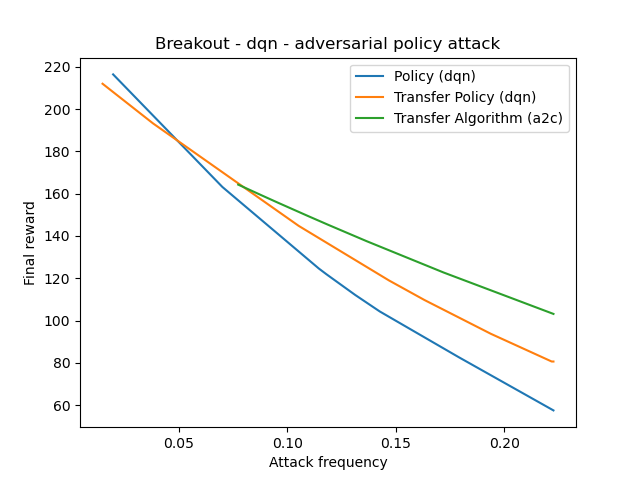 Breakout - dqn - adversarial policy attack
Policy (dqn)
Transfer Policy (dqn)
Transfer Algorithm (a2c)
Final reward
220
200
180
160
140
120
100
80
60
0.05 0.10 0.15 0.20
Attack frequency